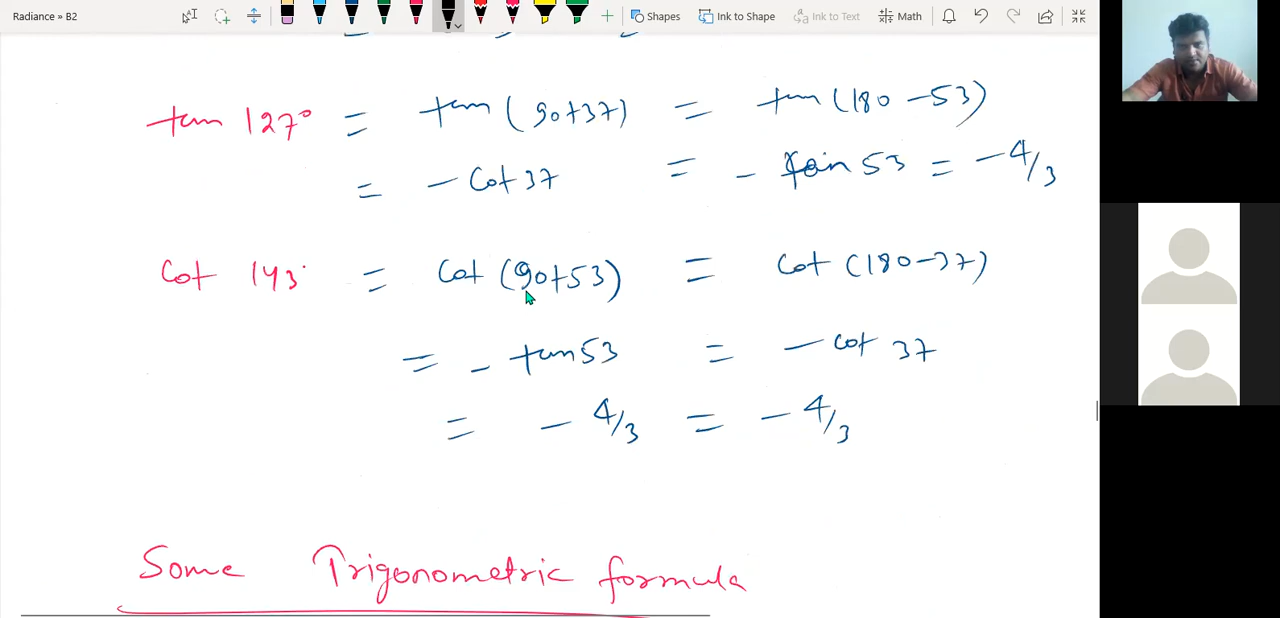 Radiance » B2
Shapes
Ink to Shape
Ink to Text
Math
tan 127° = tan (90+37) = tan (180 - 53)
= - Cot 37 = - tan 53 = - 4/3
Cot 143° = Cot (90+53) = Cot (180-37)
= - tan 53 = - Cot 37
= - 4/3 = - 4/3
Some Trigonometric formula